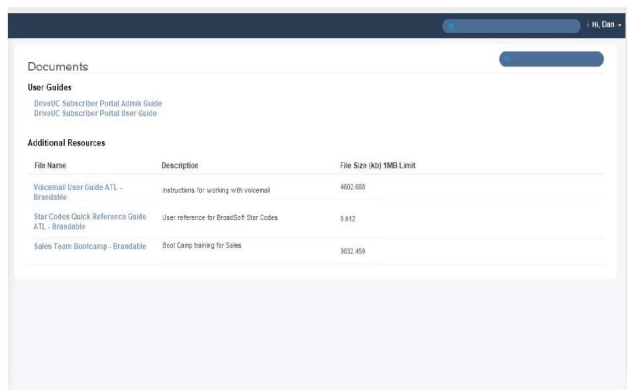 Hi, Dan
Documents
User Guides
DriveUC Subscriber Portal Admin Guide
DriveUC Subscriber Portal User Guide
Additional Resources
File Name Description File Size (kb) 1MB Limit
Voicemail User Guide ATL - Instructions for working with voicemail 4602.688
Brandable
Star Codes Quick Reference Guide User reference for BroadSoft Star Codes 0.012
ATL - Brandable
Sales Team Bootcamp - Brandable Boot Camp training for Sales 3632.459